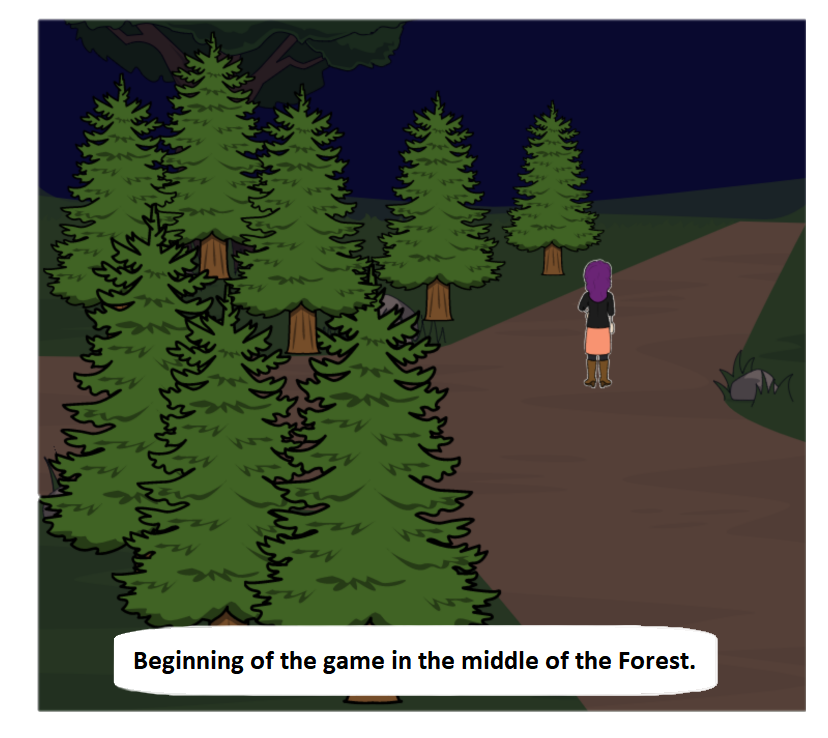 Beginning of the game in the middle of the Forest.